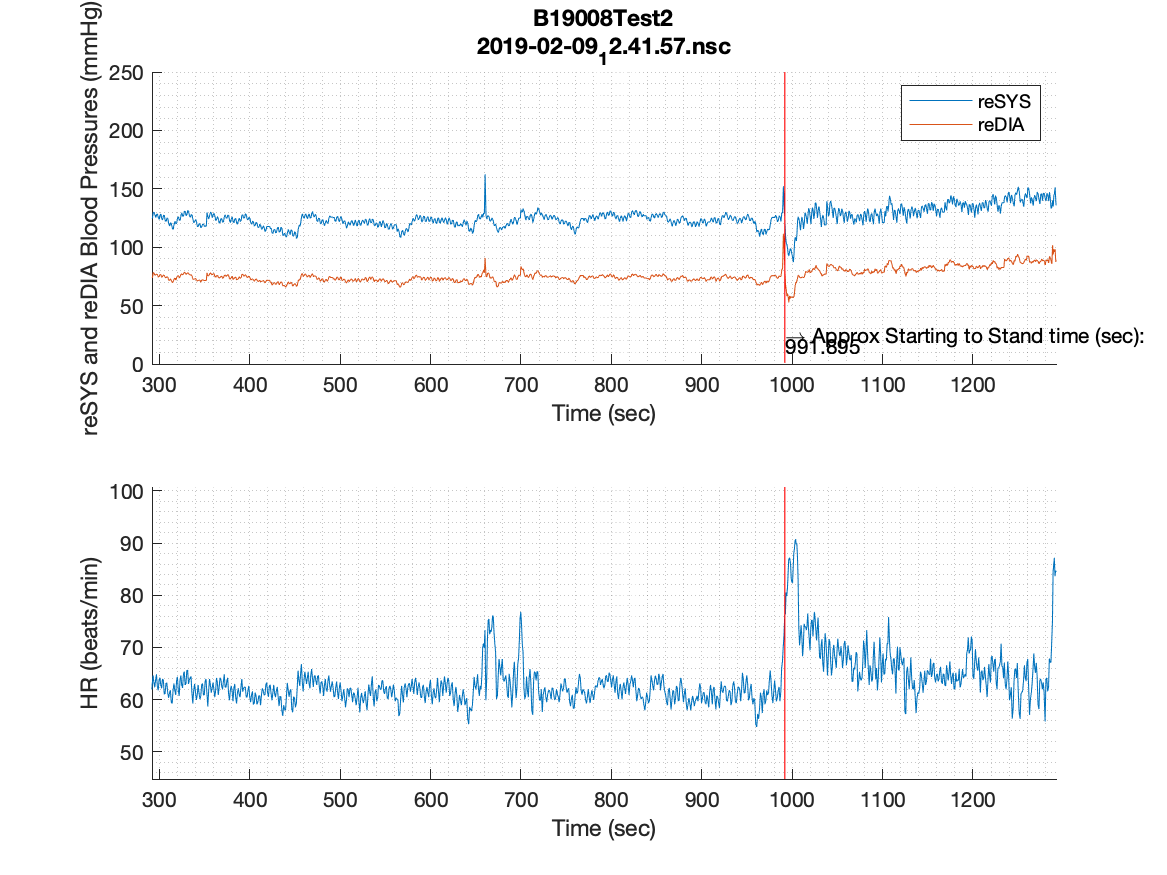 B19008Test2
2019-02-09₁2.41.57.nsc
reSYS and reDIA Blood Pressures (mmHg)
250
200
150
100
50
0
reSYS
reDIA
→ Approx Starting to Stand time (sec):
991.895
300 400 500 600 700 800 900 1000 1100 1200
Time (sec)
HR (beats/min)
100
90
80
70
60
50
300 400 500 600 700 800 900 1000 1100 1200
Time (sec)